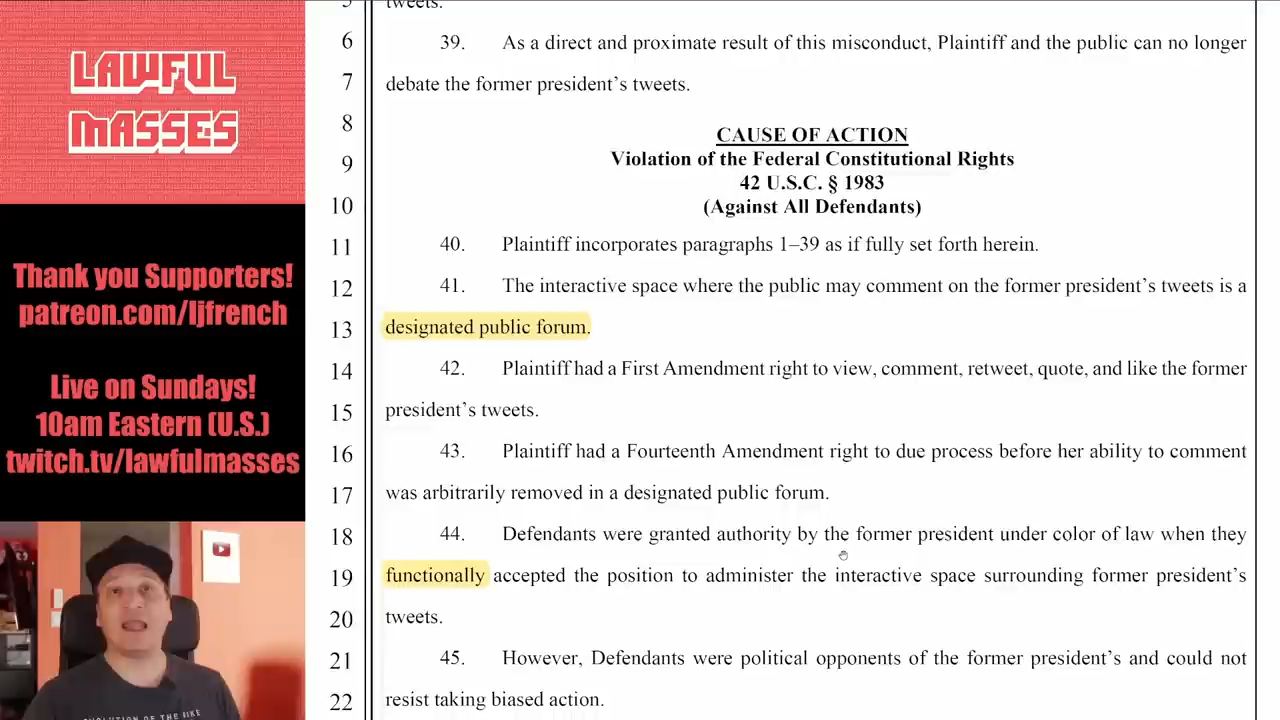 LAWFUL
MASSES
Thank you Supporters!
patreon.com/ljfrench
Live on Sundays!
10am Eastern (U.S.)
twitch.tv/lawfulmasses
EVOLUTION OF THE BIKE
5 tweets.
6 39. As a direct and proximate result of this misconduct, Plaintiff and the public can no longer
7 debate the former president's tweets.
8 CAUSE OF ACTION
9 Violation of the Federal Constitutional Rights
42 U.S.C. § 1983
10 (Against All Defendants)
11 40. Plaintiff incorporates paragraphs 1–39 as if fully set forth herein.
12 41. The interactive space where the public may comment on the former president's tweets is a
13 designated public forum.
14 42. Plaintiff had a First Amendment right to view, comment, retweet, quote, and like the former
15 president's tweets.
16 43. Plaintiff had a Fourteenth Amendment right to due process before her ability to comment
17 was arbitrarily removed in a designated public forum.
18 44. Defendants were granted authority by the former president under color of law when they
19 functionally accepted the position to administer the interactive space surrounding former president's
20 tweets.
21 45. However, Defendants were political opponents of the former president's and could not
22 resist taking biased action.